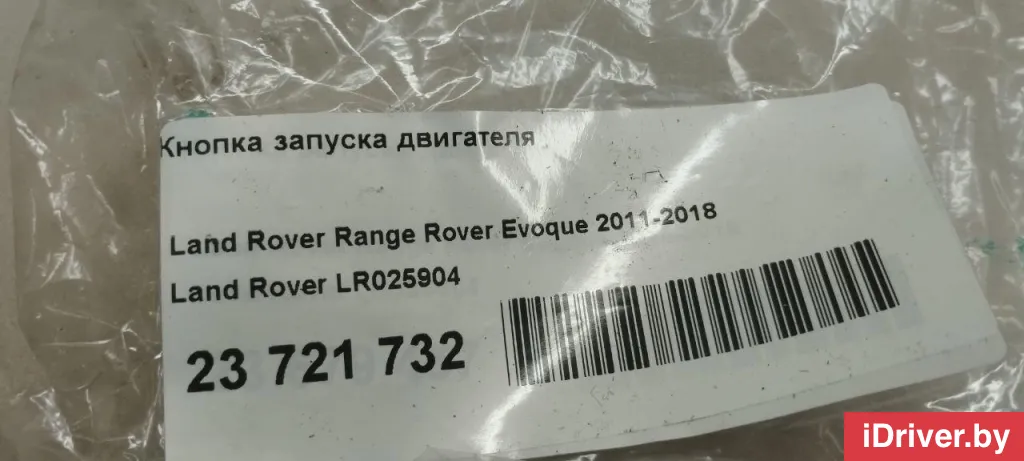 Кнопка запуска двигателя
Land Rover Range Rover Evoque 2011-2018
Land Rover LR025904
23 721 732
iDriver.by